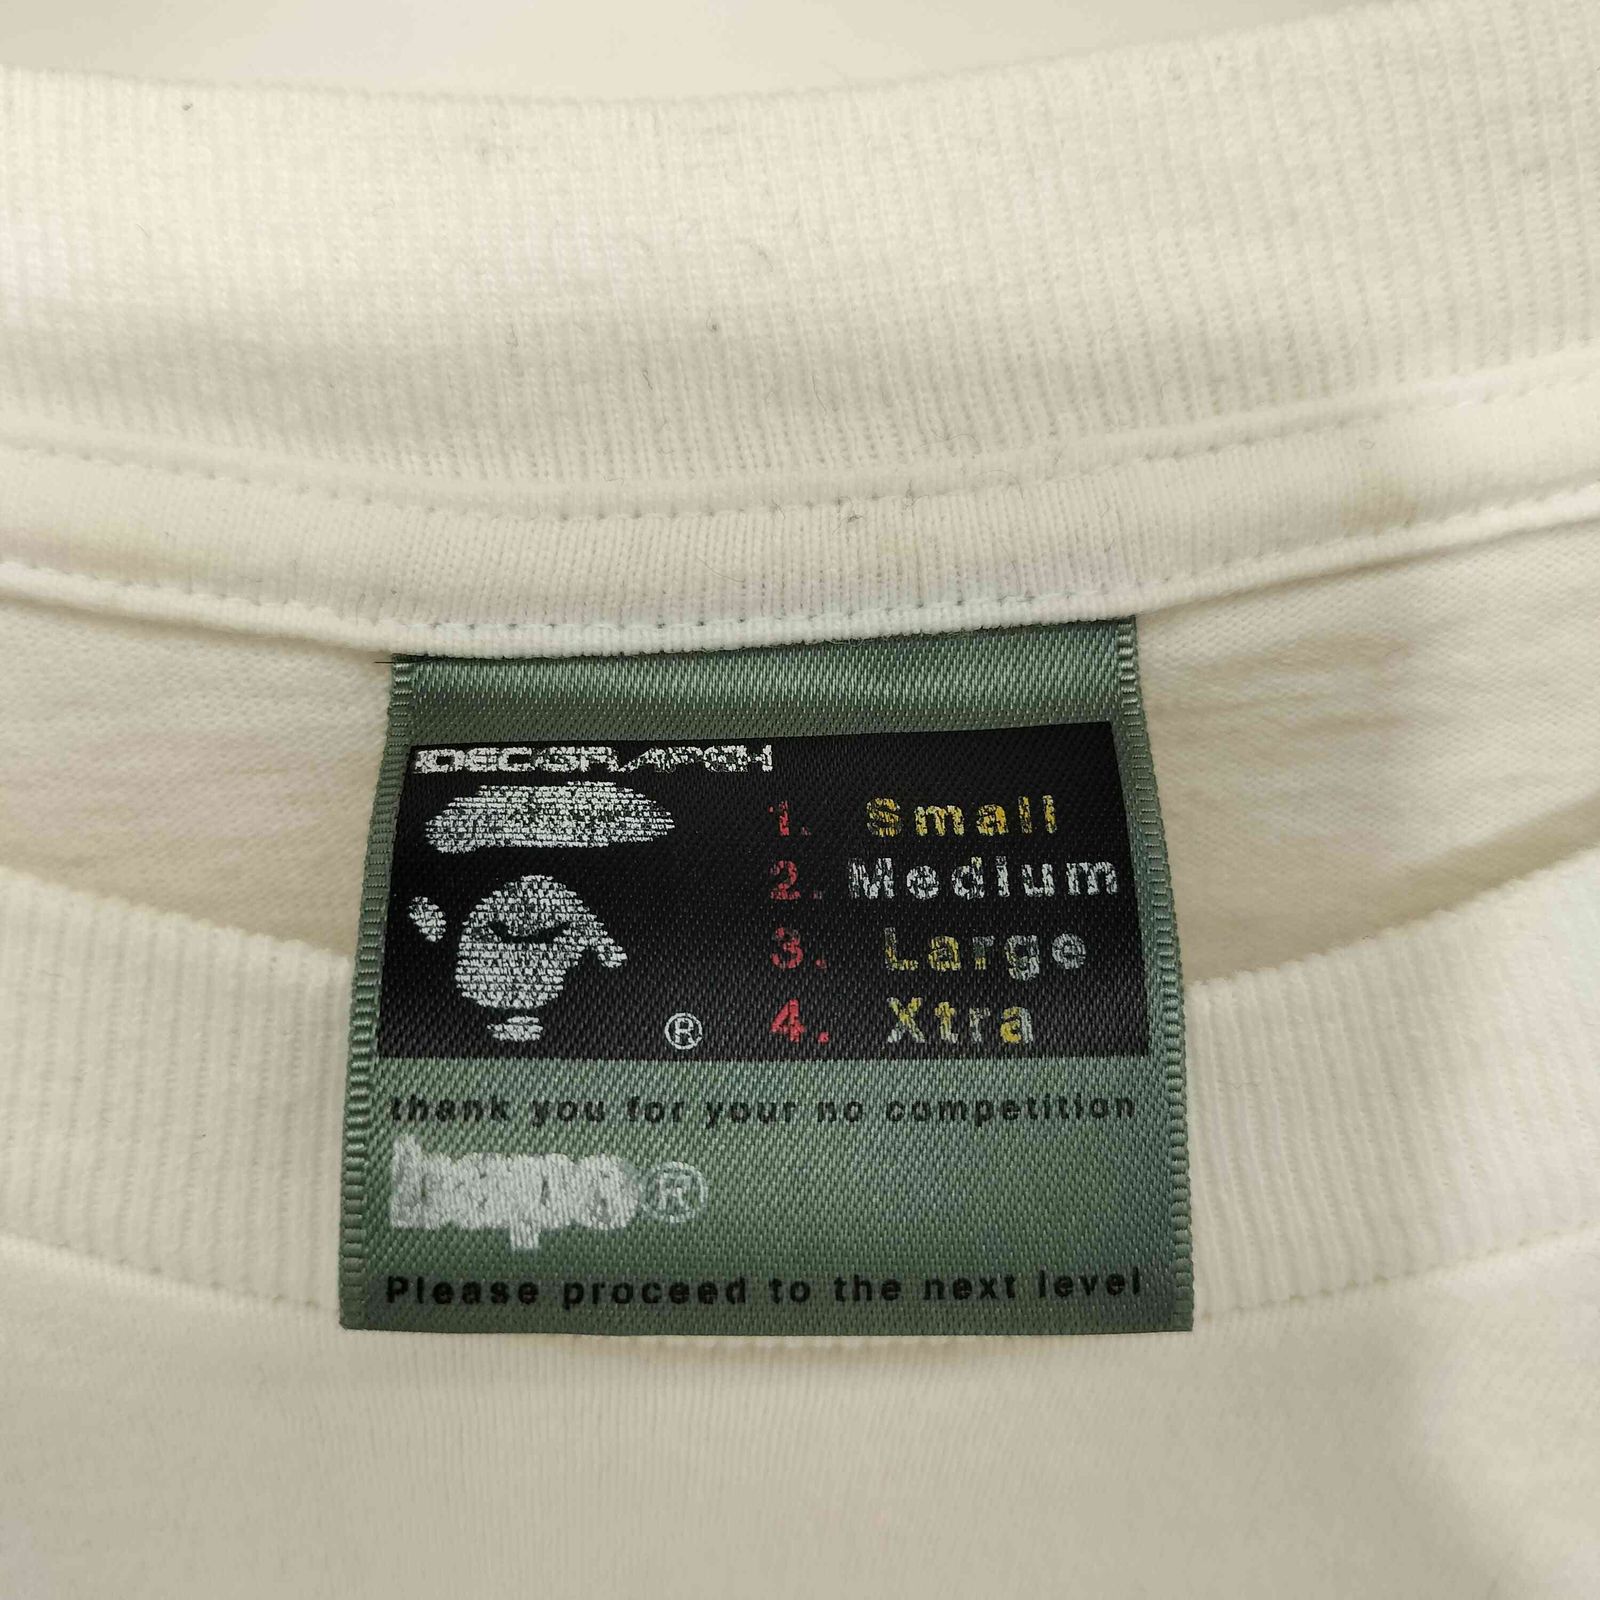 1. Small
2. Medium
3. Large
4. Xtra
®
thank you for your no competition
bape®
Please proceed to the next level